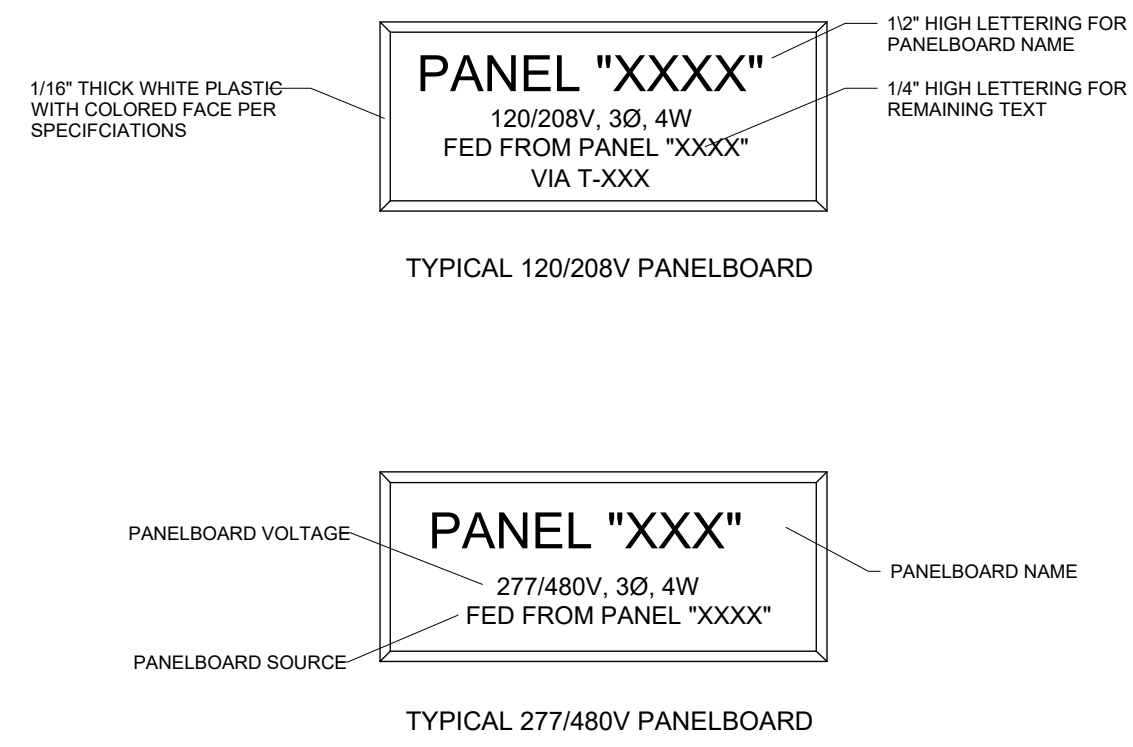 1\2" HIGH LETTERING FOR
PANELBOARD NAME
1/16" THICK WHITE PLASTIC
WITH COLORED FACE PER
SPECIFCIATIONS
PANEL "XXXX"
120/208V, 3Ø, 4W
FED FROM PANEL "XXXX"
VIA T-XXX
1/4" HIGH LETTERING FOR
REMAINING TEXT
TYPICAL 120/208V PANELBOARD
PANELBOARD VOLTAGE
PANEL "XXX"
277/480V, 3Ø, 4W
FED FROM PANEL "XXXX"
PANELBOARD NAME
PANELBOARD SOURCE
TYPICAL 277/480V PANELBOARD